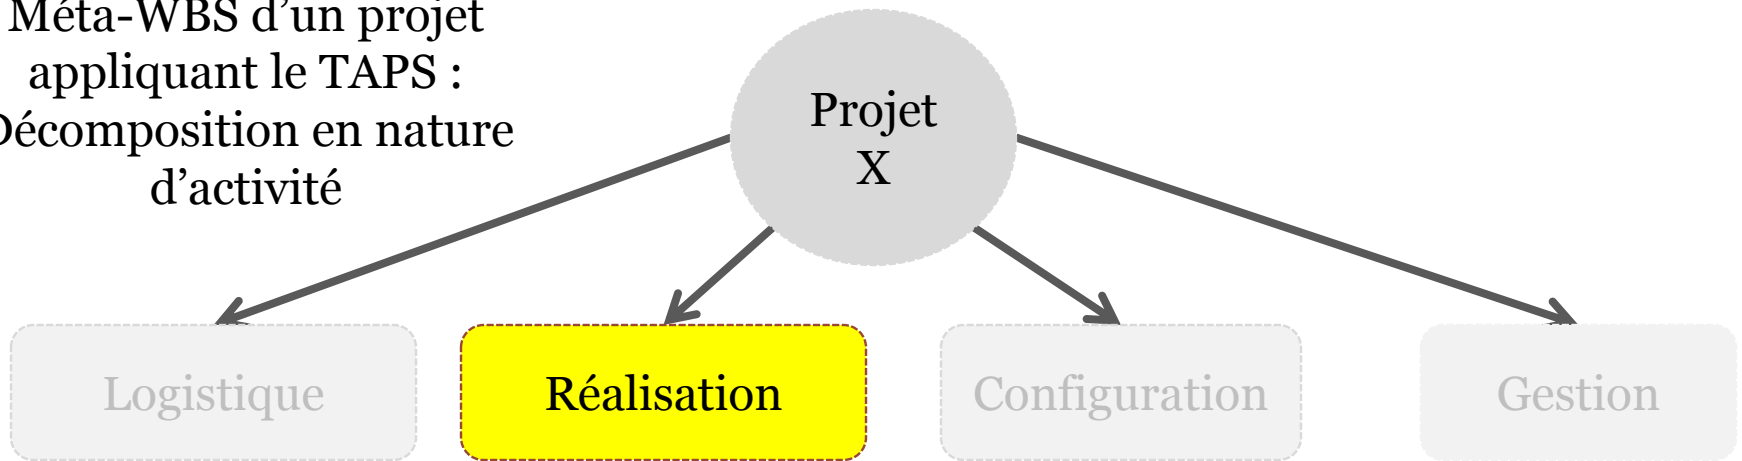 Méta-WBS d’un projet
appliquant le TAPS :
Décomposition en nature
d’activité
Projet
X
Logistique
Réalisation
Configuration
Gestion